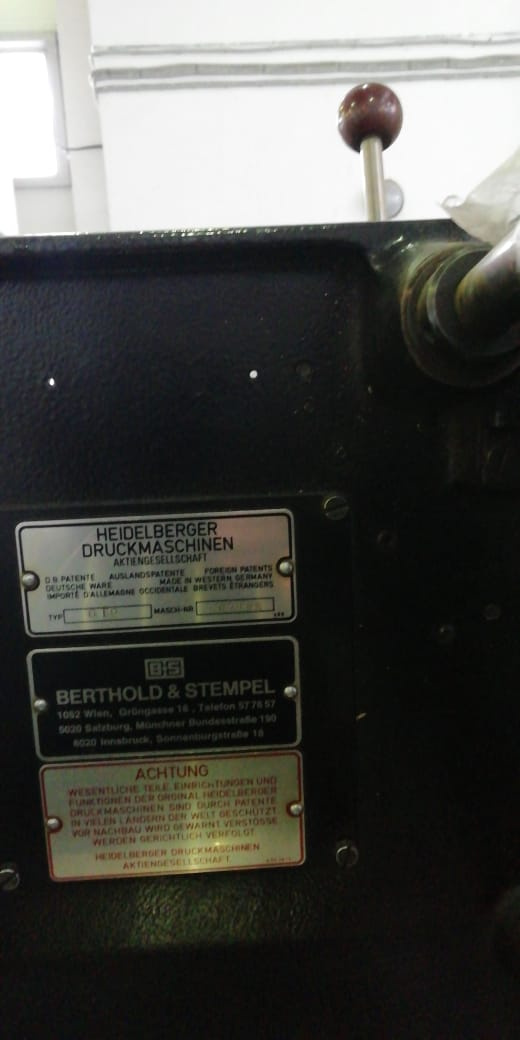 HEIDELBERGER
DRUCKMASCHINEN
AKTIENGESELLSCHAFT
D.B. PATENTE AUSLANDSPATENTE FOREIGN PATENTS
DEUTSCHE WARE MADE IN WESTERN GERMANY
IMPORTÉ D'ALLEMAGNE OCCIDENTALE BREVETS ÉTRANGERS
TYP GTO MASCH-NR
BS
BERTHOLD & STEMPEL
1052 Wien, Grüngasse 16 . Telefon 57 76 57
5020 Salzburg, Münchner Bundesstraße 190
6020 Innsbruck, Sonnenburgstraße 16
ACHTUNG
WESENTLICHE TEILE, EINRICHTUNGEN UND
FUNKTIONEN DER ORGINAL HEIDELBERGER
DRUCKMASCHINEN SIND DURCH PATENTE
IN VIELEN LÄNDERN DER WELT GESCHÜTZT.
VOR NACHBAU WIRD GEWARNT. VERSTÖSSE
WERDEN GERICHTLICH VERFOLGT.
HEIDELBERGER DRUCKMASCHINEN
AKTIENGESELLSCHAFT